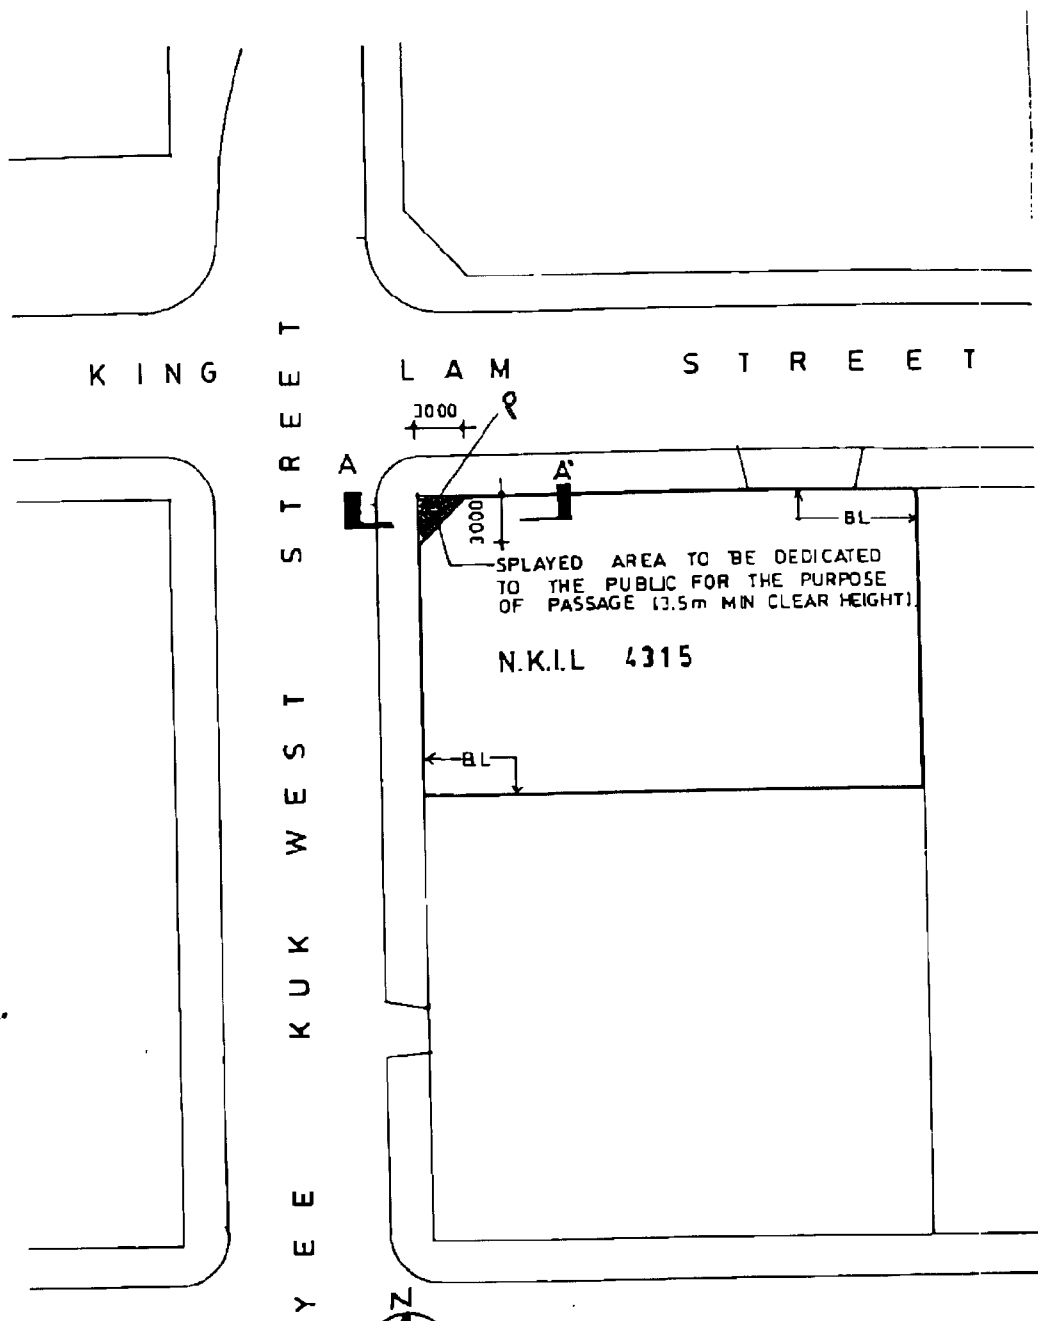 KING LAM STREET
3000
A
A'
3000
BL
SPLAYED AREA TO BE DEDICATED
TO THE PUBLIC FOR THE PURPOSE
OF PASSAGE (3.5m MIN CLEAR HEIGHT).
N.K.I.L 4315
B.L
YEE KUK WEST STREET
N